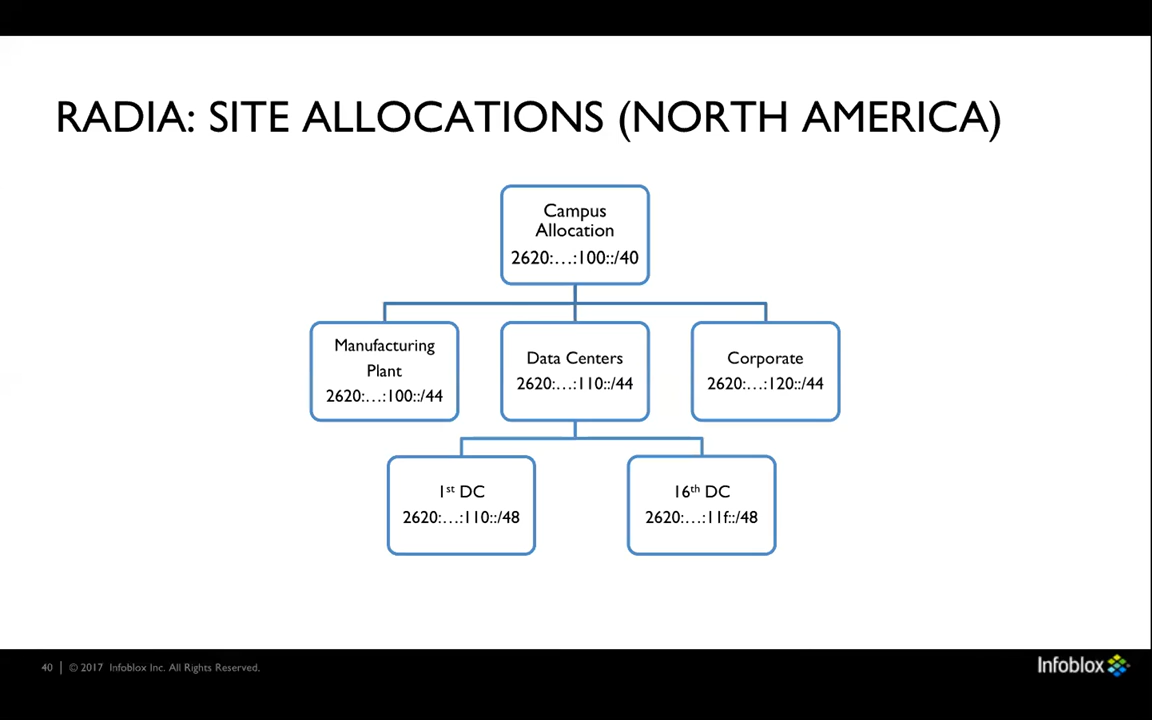 RADIA: SITE ALLOCATIONS (NORTH AMERICA)
Campus
Allocation
2620:…:100::/40
Manufacturing
Plant
2620:…:100::/44
Data Centers
2620:…:110::/44
Corporate
2620:…:120::/44
1st DC
2620:…:110::/48
16th DC
2620:…:11f::/48
40 | © 2017 Infoblox Inc. All Rights Reserved.
Infoblox